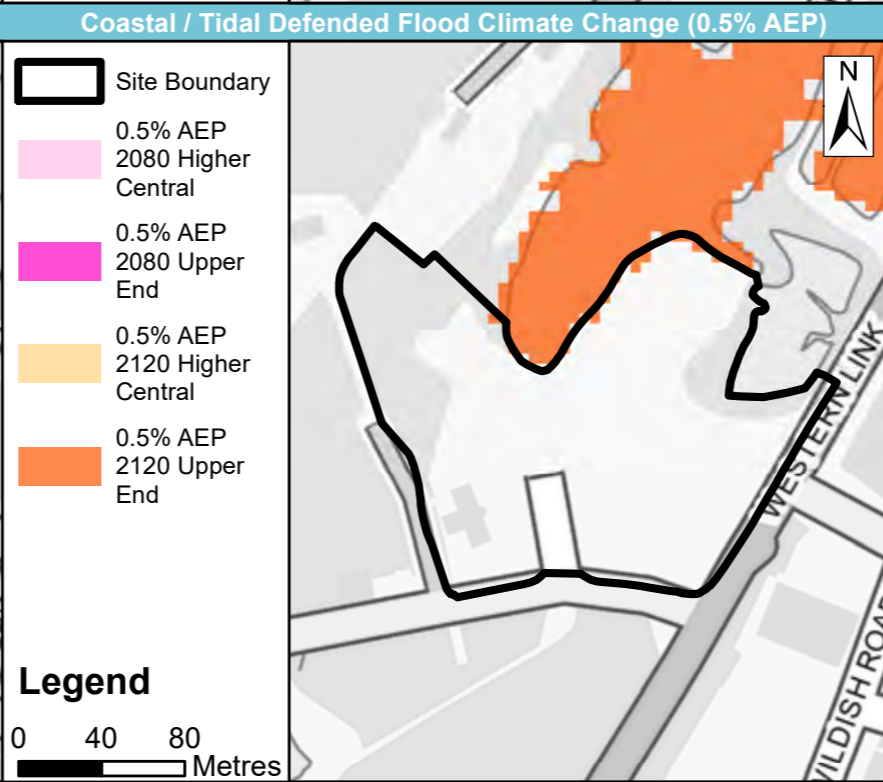 Coastal / Tidal Defended Flood Climate Change (0.5% AEP)
Site Boundary
0.5% AEP
2080 Higher
Central
0.5% AEP
2080 Upper
End
0.5% AEP
2120 Higher
Central
0.5% AEP
2120 Upper
End
Legend
0 40 80
Metres
N
WESTERN LINK
VILDISH ROAD